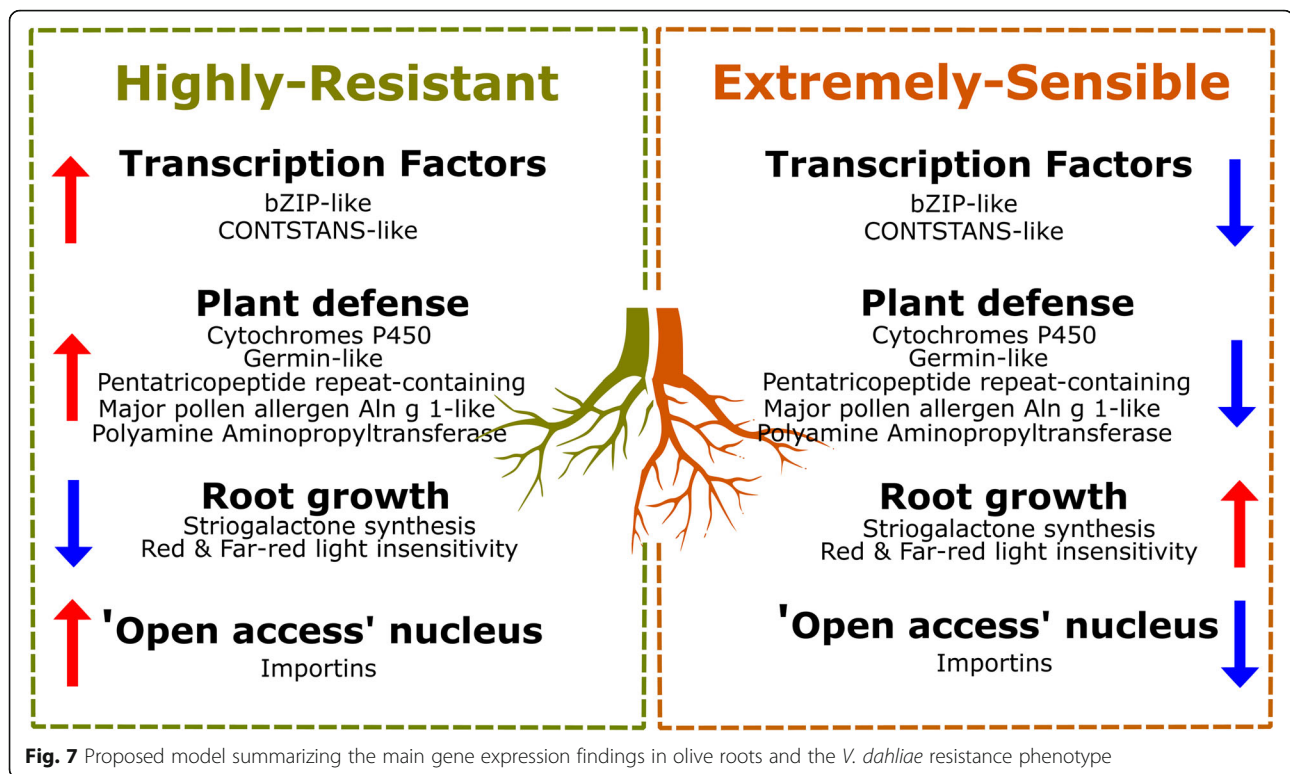 Highly-Resistant
Transcription Factors
bZIP-like
CONTSTANS-like
Plant defense
Cytochromes P450
Germin-like
Pentatricopeptide repeat-containing
Major pollen allergen Aln g 1-like
Polyamine Aminopropyltransferase
Root growth
Striogalactone synthesis
Red & Far-red light insensitivity
'Open access' nucleus
Importins
Extremely-Sensible
Transcription Factors
bZIP-like
CONTSTANS-like
Plant defense
Cytochromes P450
Germin-like
Pentatricopeptide repeat-containing
Major pollen allergen Aln g 1-like
Polyamine Aminopropyltransferase
Root growth
Striogalactone synthesis
Red & Far-red light insensitivity
'Open access' nucleus
Importins
Fig. 7 Proposed model summarizing the main gene expression findings in olive roots and the V. dahliae resistance phenotype